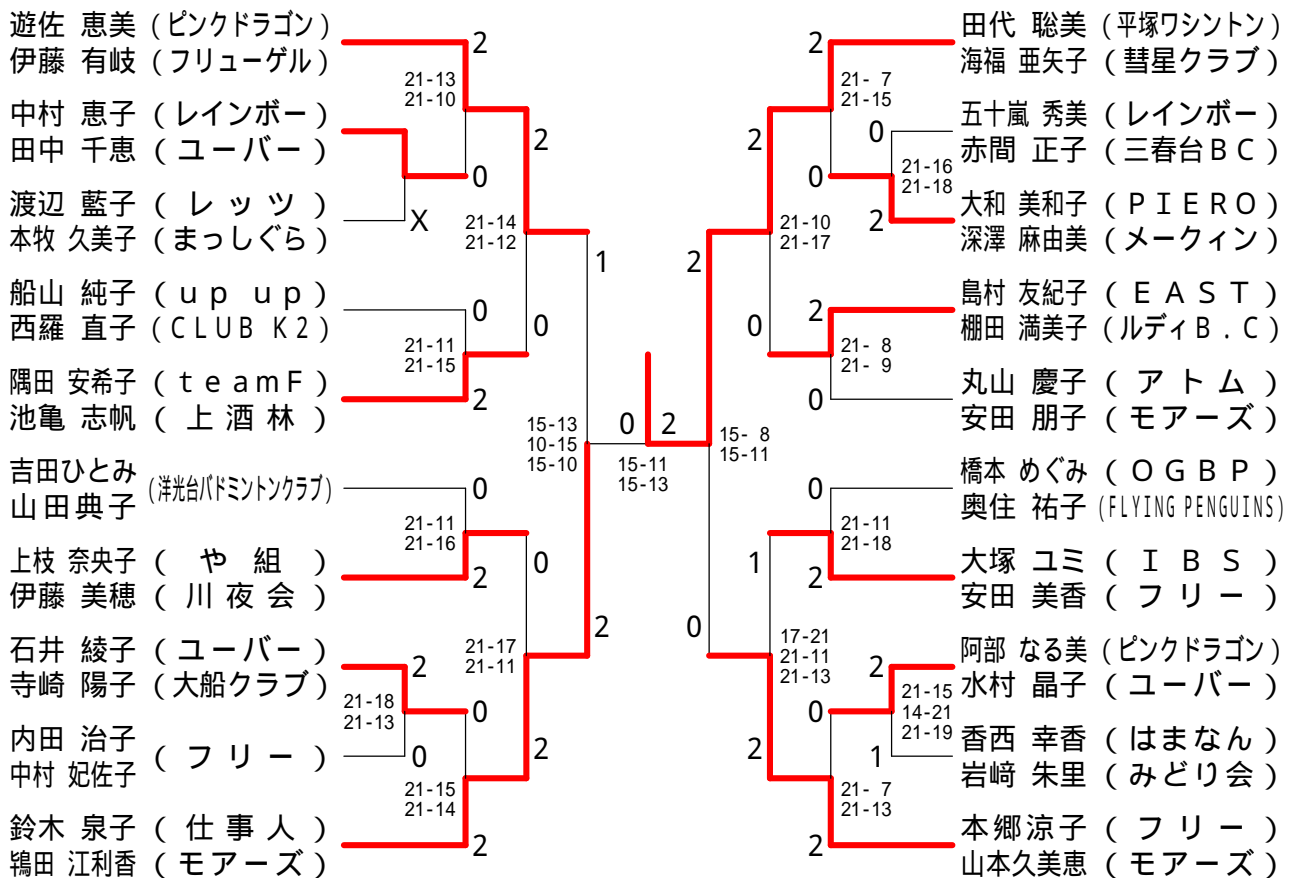 遊佐 恵美 (ピンクドラゴン)
伊藤 有岐 (フリューゲル)
中村 恵子 (レインボー)
田中 千恵 (ユーバー)
渡辺 藍子 (レッツ)
本牧 久美子 (まっしぐら)
船山 純子 (up up)
西羅 直子 (CLUB K2)
隅田 安希子 (teamF)
池亀 志帆 (上酒林)
吉田ひとみ
山田典子
(洋光台バドミントンクラブ)
上枝 奈央子 (や組)
伊藤 美穂 (川夜会)
石井 綾子 (ユーバー)
寺崎 陽子 (大船クラブ)
内田 治子
中村 妃佐子
(フリー)
鈴木 泉子 (仕事人)
鴇田 江利香 (モアーズ)
2
21-13
21-10
0
X
2
21-14
21-12
0
0
21-11
21-15
2
1
15-13
10-15
15-10
0
21-11
21-16
2
0
21-17
21-11
2
2
21-18
21-13
0
0
21-15
21-14
2
2
0 2
15-11
15-13
2
21- 7
21-15
0
0
21-16
21-18
2
2
21-10
21-17
0
2
21- 8
21- 9
0
2
15- 8
15-11
0
0
21-11
21-18
2
1
17-21
21-11
21-13
2
2
21-15
14-21
21-19
1
0
21- 7
21-13
2
田代 聡美 (平塚ワシントン)
海福 亜矢子 (彗星クラブ)
五十嵐 秀美 (レインボー)
赤間 正子 (三春台BC)
大和 美和子 (PIERO)
深澤 麻由美 (メークィン)
島村 友紀子 (EAST)
棚田 満美子 (ルディB.C)
丸山 慶子 (アトム)
安田 朋子 (モアーズ)
橋本 めぐみ (OGBP)
奥住 祐子 (FLYING PENGUINS)
大塚 ユミ (IBS)
安田 美香 (フリー)
阿部 なる美 (ピンクドラゴン)
水村 晶子 (ユーバー)
香西 幸香 (はまなん)
岩﨑 朱里 (みどり会)
本郷涼子 (フリー)
山本久美恵 (モアーズ)